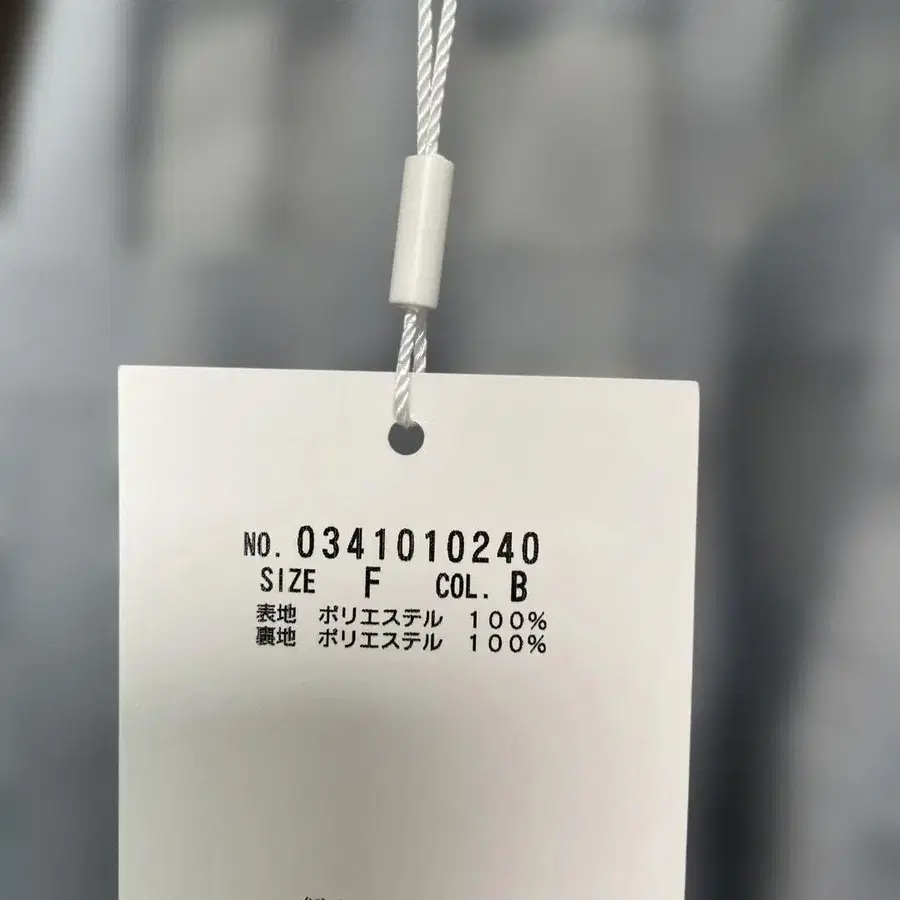 NO. 0341010240
SIZE F COL. B
表地 ポリエステル 100%
裏地 ポリエステル 100%